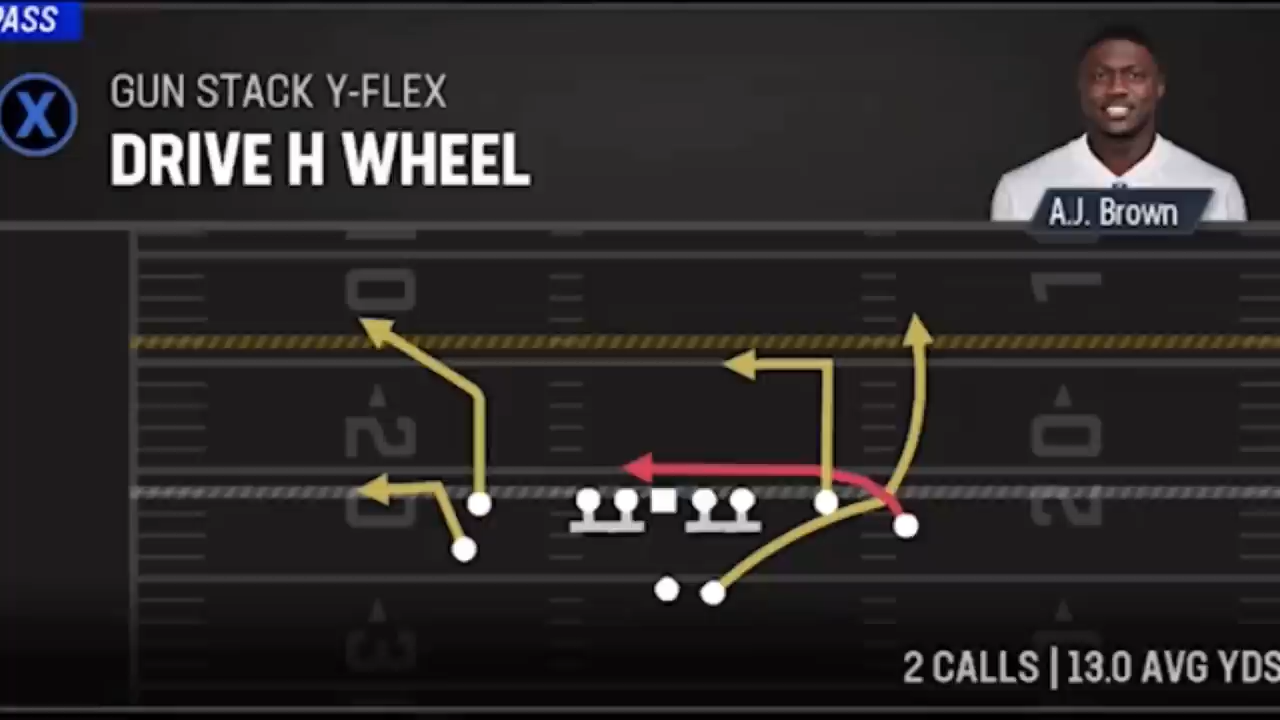 PASS
X
GUN STACK Y-FLEX
DRIVE H WHEEL
A.J. Brown
2 CALLS | 13.0 AVG YDS